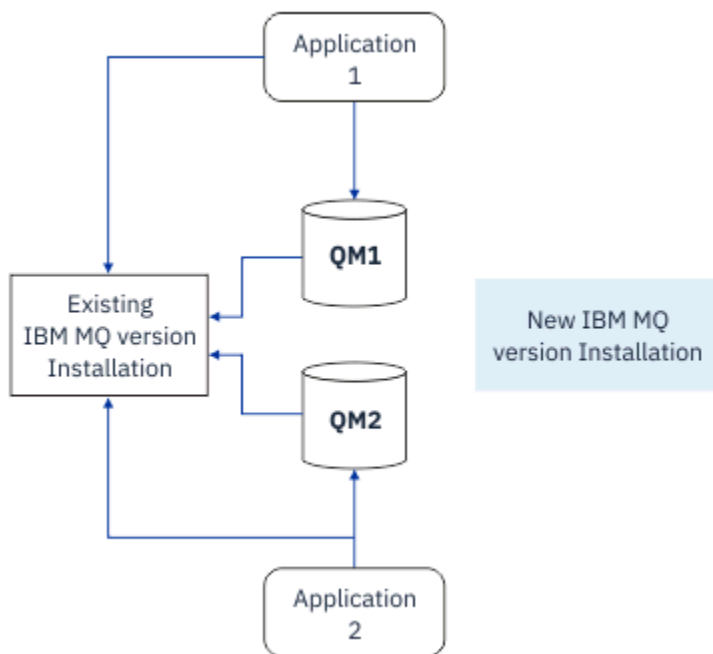 Application
1
QM1
Existing
IBM MQ version
Installation
New IBM MQ
version Installation
QM2
Application
2